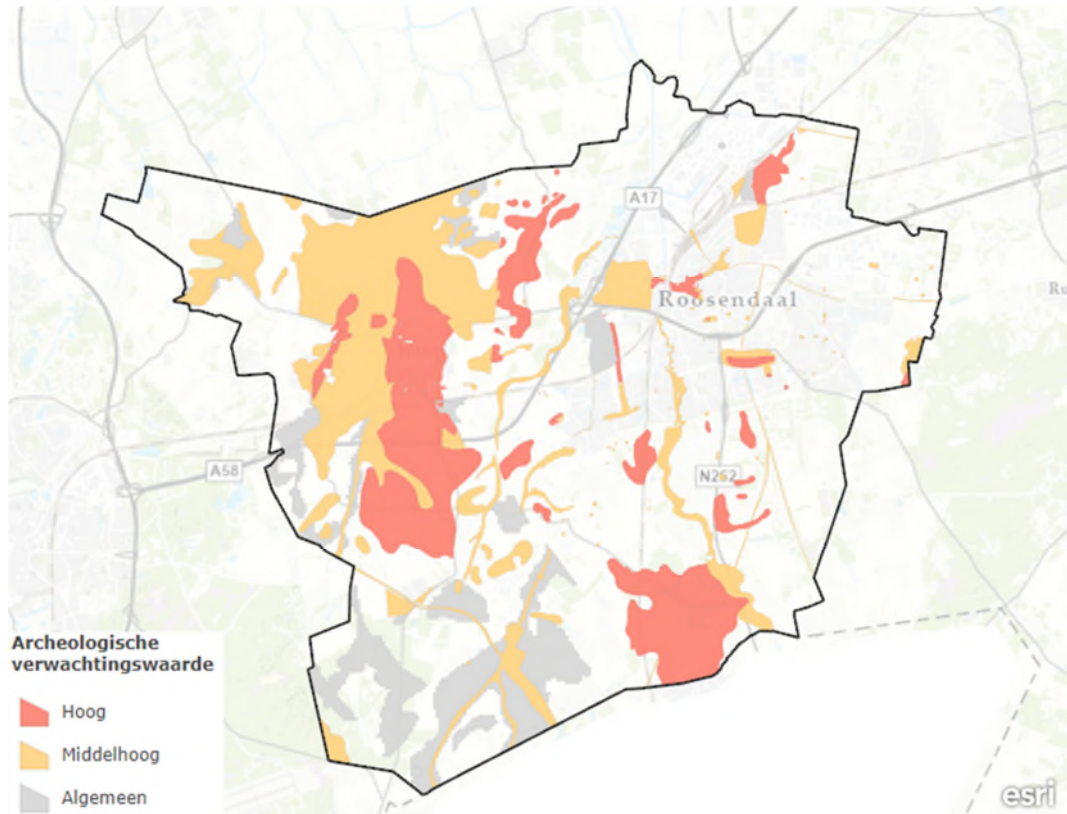 A17
Roosendaal
Ru
A58
N262
Archeologische
verwachtingswaarde
Hoog
Middelhoog
Algemeen
esri